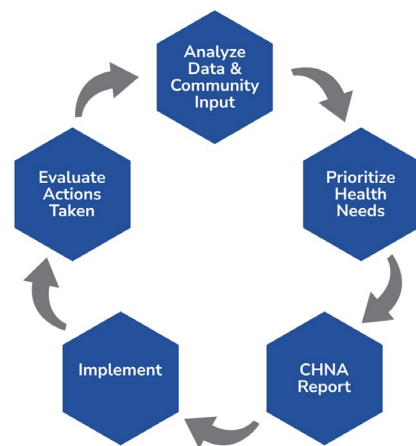 Analyze
Data &
Community
Input
Prioritize
Health
Needs
CHNA
Report
Implement
Evaluate
Actions
Taken